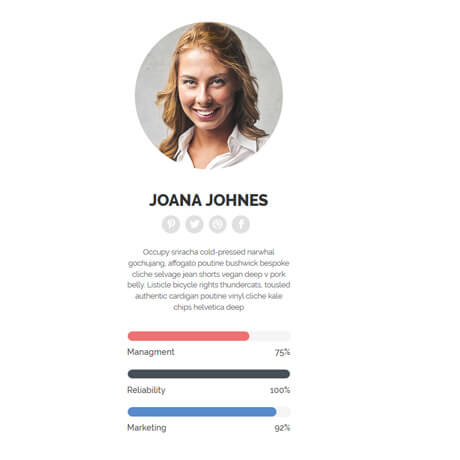 JOANA JOHNES
Occupy sriracha cold-pressed narwhal
gochujang, affogato poutine bushwick bespoke
cliche selvage jean shorts vegan deep v pork
belly. Listicle bicycle rights thundercats, tousled
authentic cardigan poutine vinyl cliche kale
chips helvetica deep
Managment 75%
Reliability 100%
Marketing 92%